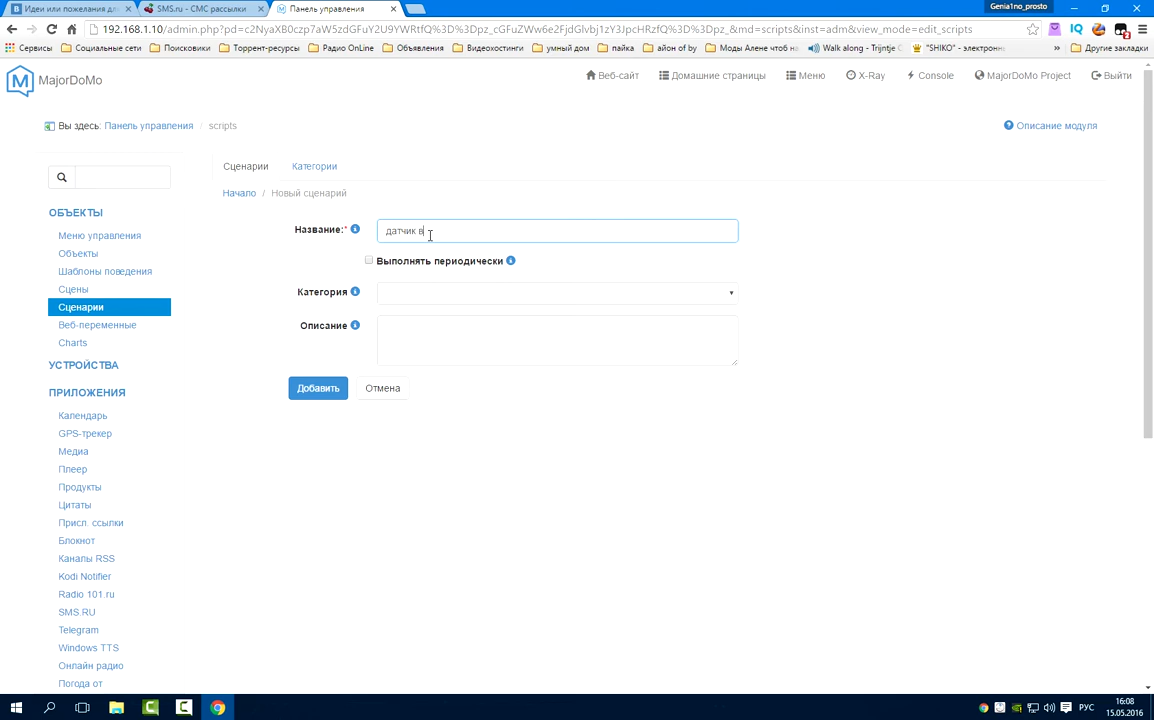 Идеи или пожелания дл
SMS.ru - СМС рассылки
Панель управления
Genia1no_prosto
192.168.1.10/admin.php?pd=c2NyaXB0czp7aW5zdGFuY2U9YWRtfQ%3D%3Dpz_cGFuZWw6e2FjdGlvbj1zY3JpcHRzfQ%3D%3Dpz_&md=scripts&inst=adm&view_mode=edit_scripts
Сервисы Социальные сети Поисковики Торрент-ресурсы Радио OnLine Объявления Видеохостинги умный дом пайка айон of by Моды Алене чтоб на Walk along - Trijntje "SHIKO" - электронн » Другие закладки
MajorDoMo
Веб-сайт Домашние страницы Меню X-Ray Console MajorDoMo Project Выйти
Вы здесь: Панель управления / scripts
Описание модуля
Сценарии Категории
Начало / Новый сценарий
Название:* датчик в
Выполнять периодически
Категория
Описание
Добавить Отмена
ОБЪЕКТЫ
Меню управления
Объекты
Шаблоны поведения
Сцены
Сценарии
Веб-переменные
Charts
УСТРОЙСТВА
ПРИЛОЖЕНИЯ
Календарь
GPS-трекер
Медиа
Плеер
Продукты
Цитаты
Присл. ссылки
Блокнот
Каналы RSS
Kodi Notifier
Radio 101.ru
SMS.RU
Telegram
Windows TTS
Онлайн радио
Погода от
РУС
16:08
15.05.2016